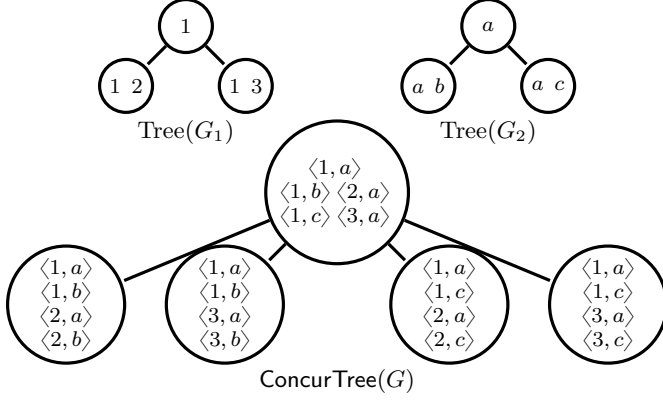 1
a
1 2
1 3
a b
a c
Tree(G₁)
Tree(G₂)
⟨1, a⟩
⟨1, b⟩ ⟨2, a⟩
⟨1, c⟩ ⟨3, a⟩
⟨1, a⟩
⟨1, b⟩
⟨2, a⟩
⟨2, b⟩
⟨1, a⟩
⟨1, b⟩
⟨3, a⟩
⟨3, b⟩
⟨1, a⟩
⟨1, c⟩
⟨2, a⟩
⟨2, c⟩
⟨1, a⟩
⟨1, c⟩
⟨3, a⟩
⟨3, c⟩
ConcurTree(G)